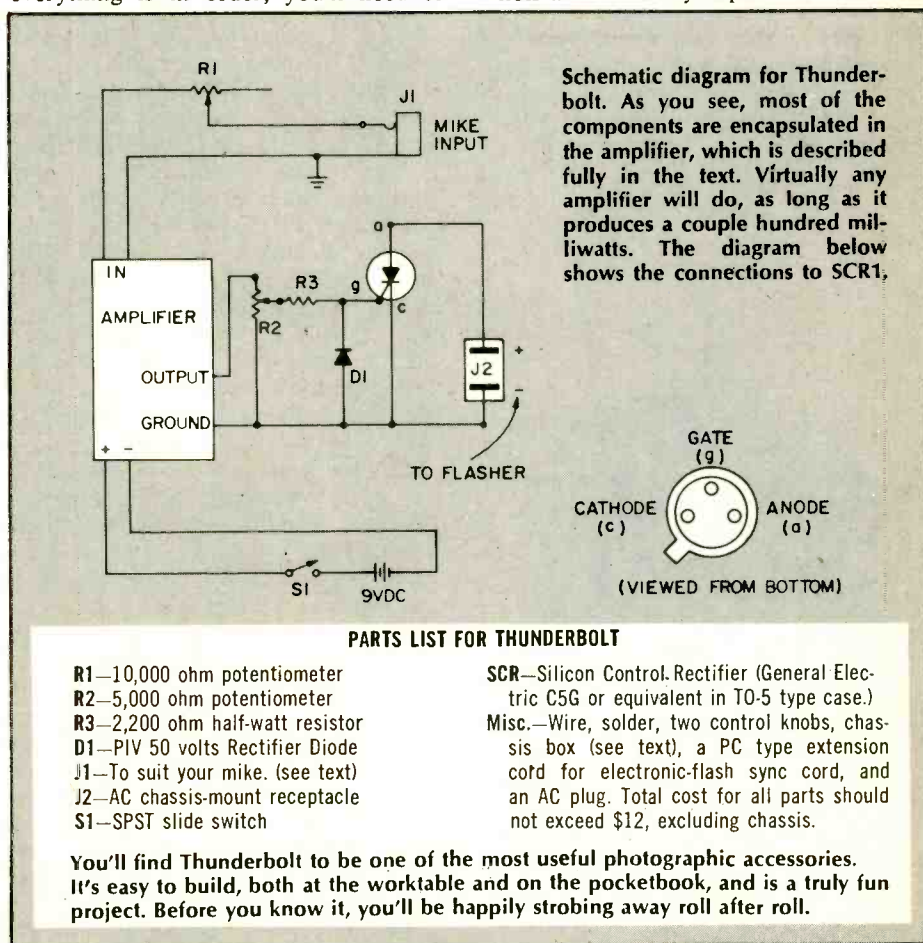 R1
J1
MIKE
INPUT
IN
AMPLIFIER
OUTPUT
GROUND
+ −
R3
R2
g
a
c
D1
J2
+
−
TO FLASHER
S1
9VDC
Schematic diagram for Thunder-
bolt. As you see, most of the
components are encapsulated in
the amplifier, which is described
fully in the text. Virtually any
amplifier will do, as long as it
produces a couple hundred mil-
liwatts. The diagram below
shows the connections to SCR1.
GATE
(g)
CATHODE
(c)
ANODE
(a)
(VIEWED FROM BOTTOM)
PARTS LIST FOR THUNDERBOLT
R1—10,000 ohm potentiometer
R2—5,000 ohm potentiometer
R3—2,200 ohm half-watt resistor
D1—PIV 50 volts Rectifier Diode
J1—To suit your mike. (see text)
J2—AC chassis-mount receptacle
S1—SPST slide switch
SCR—Silicon Control Rectifier (General Elec-
tric C5G or equivalent in TO-5 type case.)
Misc.—Wire, solder, two control knobs, chas-
sis box (see text), a PC type extension
cord for electronic-flash sync cord, and
an AC plug. Total cost for all parts should
not exceed $12, excluding chassis.
You'll find Thunderbolt to be one of the most useful photographic accessories.
It's easy to build, both at the worktable and on the pocketbook, and is a truly fun
project. Before you know it, you'll be happily strobing away roll after roll.